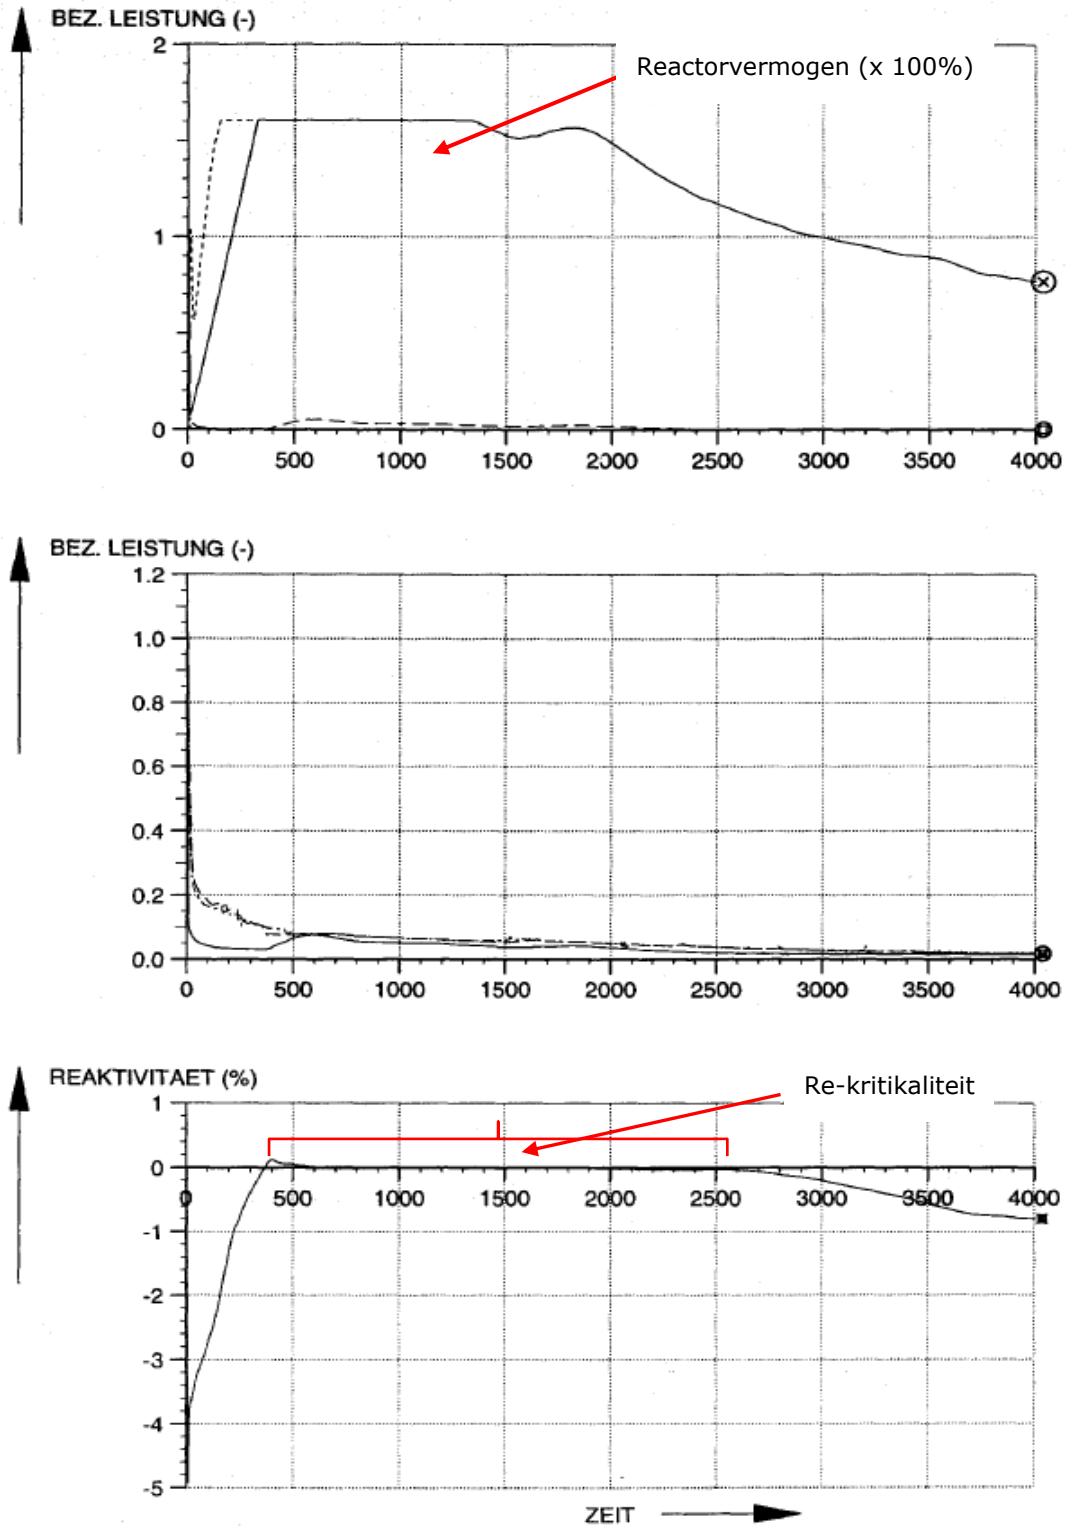 BEZ. LEISTUNG (-)
2
Reactorvermogen (x 100%)
1
0
0 500 1000 1500 2000 2500 3000 3500 4000
BEZ. LEISTUNG (-)
1.2
1.0
0.8
0.6
0.4
0.2
0.0
0 500 1000 1500 2000 2500 3000 3500 4000
REAKTIVITAET (%)
Re-kritikaliteit
1
0
0 500 1000 1500 2000 2500 3000 3500 4000
-1
-2
-3
-4
-5
ZEIT